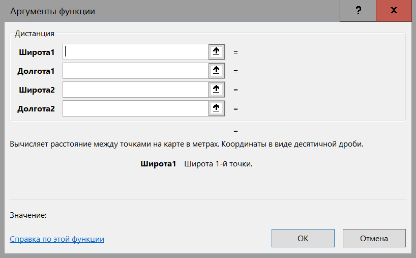 Аргументы функции
? x
Дистанция
Широта1 =
Долгота1 =
Широта2 =
Долгота2 =
=
Вычисляет расстояние между точками на карте в метрах. Координаты в виде десятичной дроби.
Широта1 Широта 1-й точки.
Значение:
Справка по этой функции
ОК
Отмена